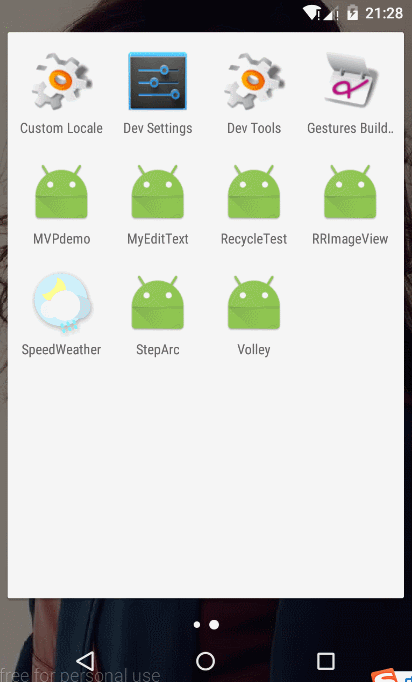 21:28
Custom Locale Dev Settings Dev Tools Gestures Build..
MVPdemo MyEditText RecycleTest RRImageView
SpeedWeather StepArc Volley
free for personal use